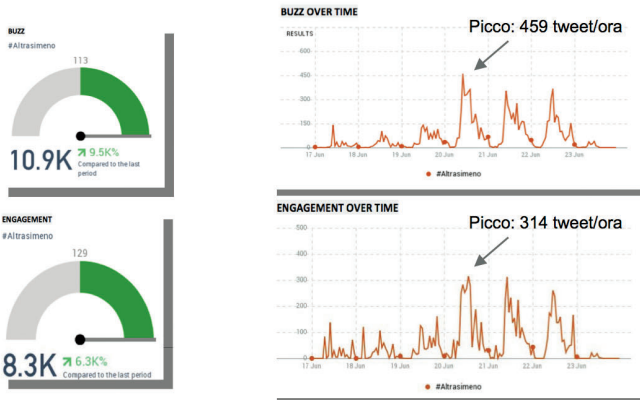 BUZZ
#Altrasimeno
113
10.9K
9.5K%
Compared to the last
period
BUZZ OVER TIME
Picco: 459 tweet/ora
RESULTS
600
450
300
150
0
17 Jun
18 Jun
19 Jun
20 Jun
21 Jun
22 Jun
23 Jun
#Altrasimeno
ENGAGEMENT
#Altrasimeno
129
8.3K
6.3K%
Compared to the last period
ENGAGEMENT OVER TIME
Picco: 314 tweet/ora
500
400
300
200
100
0
17 Jun
18 Jun
19 Jun
20 Jun
21 Jun
22 Jun
23 Jun
#Altrasimeno